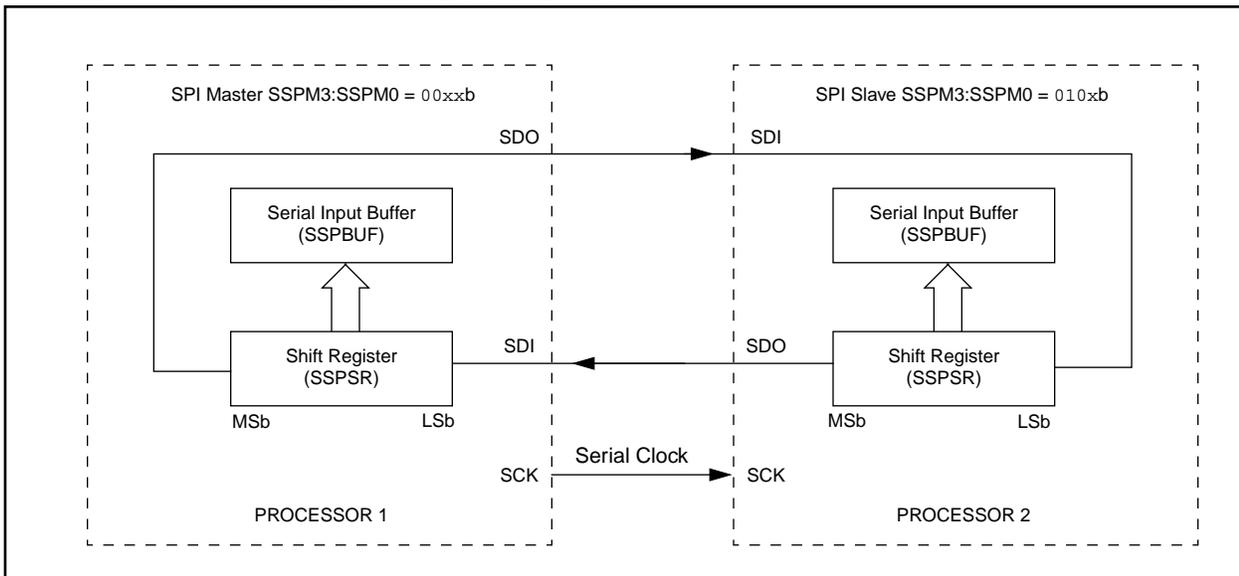 SPI Master SSPM3:SSPM0 = 00xxb
SPI Slave SSPM3:SSPM0 = 010xb
SDO
SDI
Serial Input Buffer
(SSPBUF)
Serial Input Buffer
(SSPBUF)
Shift Register
(SSPSR)
SDI
SDO
Shift Register
(SSPSR)
MSb
LSb
MSb
LSb
Serial Clock
SCK
SCK
PROCESSOR 1
PROCESSOR 2